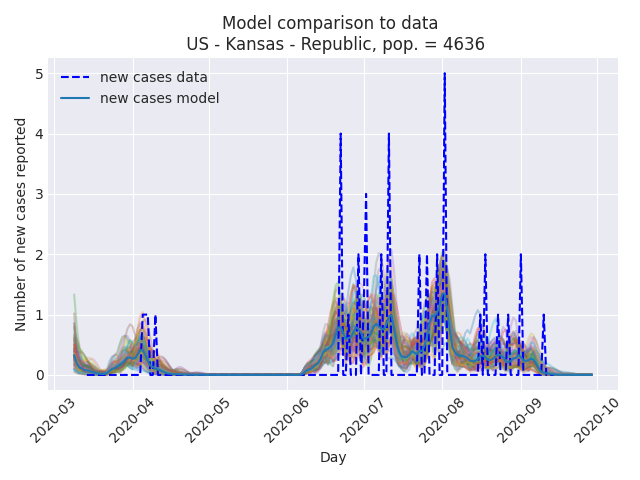 Model comparison to data
US - Kansas - Republic, pop. = 4636
new cases data
new cases model
Number of new cases reported
5
4
3
2
1
0
2020-03
2020-04
2020-05
2020-06
2020-07
2020-08
2020-09
2020-10
Day